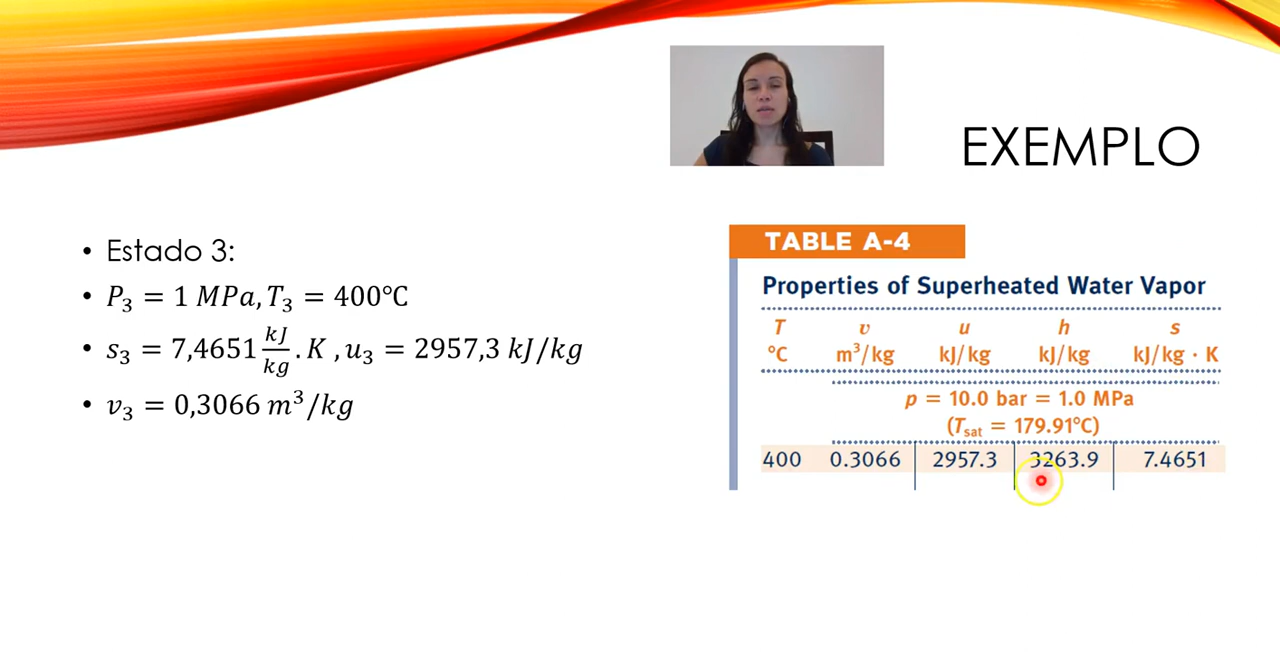 EXEMPLO
• Estado 3:
• P₃ = 1 MPa, T₃ = 400°C
• s₃ = 7,4651 kJ/kg . K , u₃ = 2957,3 kJ/kg
• v₃ = 0,3066 m³/kg
TABLE A-4
Properties of Superheated Water Vapor
T v u h s
°C m³/kg kJ/kg kJ/kg kJ/kg · K
p = 10.0 bar = 1.0 MPa
(Tsat = 179.91°C)
400 0.3066 2957.3 3263.9 7.4651